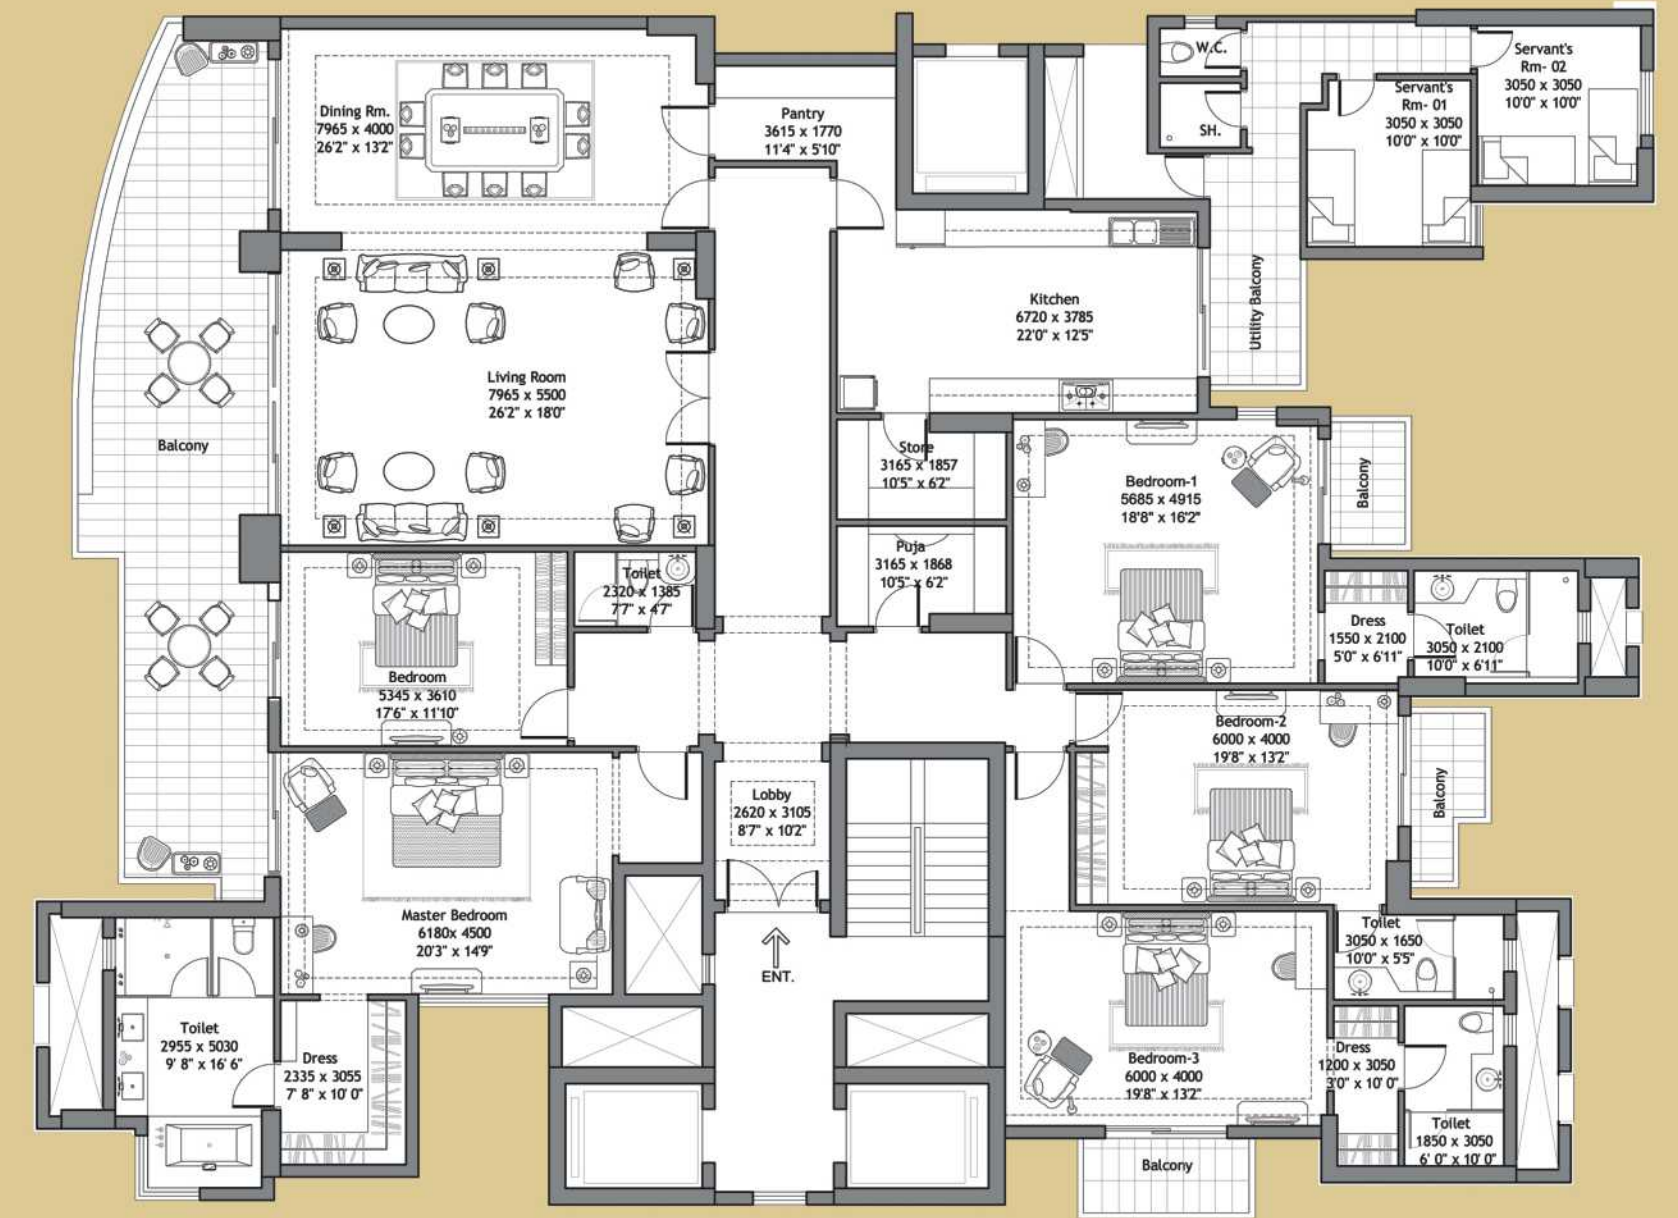 W.C.
SH.
Servant's
Rm- 02
3050 x 3050
10'0" x 10'0"
Servant's
Rm- 01
3050 x 3050
10'0" x 10'0"
Dining Rm.
7965 x 4000
26'2" x 13'2"
Pantry
3615 x 1770
11'4" x 5'10"
Kitchen
6720 x 3785
22'0" x 12'5"
Utility Balcony
Living Room
7965 x 5500
26'2" x 18'0"
Balcony
Store
3165 x 1857
10'5" x 6'2"
Bedroom-1
5685 x 4915
18'8" x 16'2"
Balcony
Puja
3165 x 1868
10'5" x 6'2"
Toilet
2320 x 1385
7'7" x 4'7"
Dress
1550 x 2100
5'0" x 6'11"
Toilet
3050 x 2100
10'0" x 6'11"
Bedroom
5345 x 3610
17'6" x 11'10"
Bedroom-2
6000 x 4000
19'8" x 13'2"
Balcony
Lobby
2620 x 3105
8'7" x 10'2"
Master Bedroom
6180x 4500
20'3" x 14'9"
ENT.
Toilet
3050 x 1650
10'0" x 5'5"
Toilet
2955 x 5030
9' 8" x 16' 6"
Dress
2335 x 3055
7' 8" x 10' 0"
Bedroom-3
6000 x 4000
19'8" x 13'2"
Dress
1200 x 3050
3'0" x 10' 0"
Toilet
1850 x 3050
6' 0" x 10' 0"
Balcony